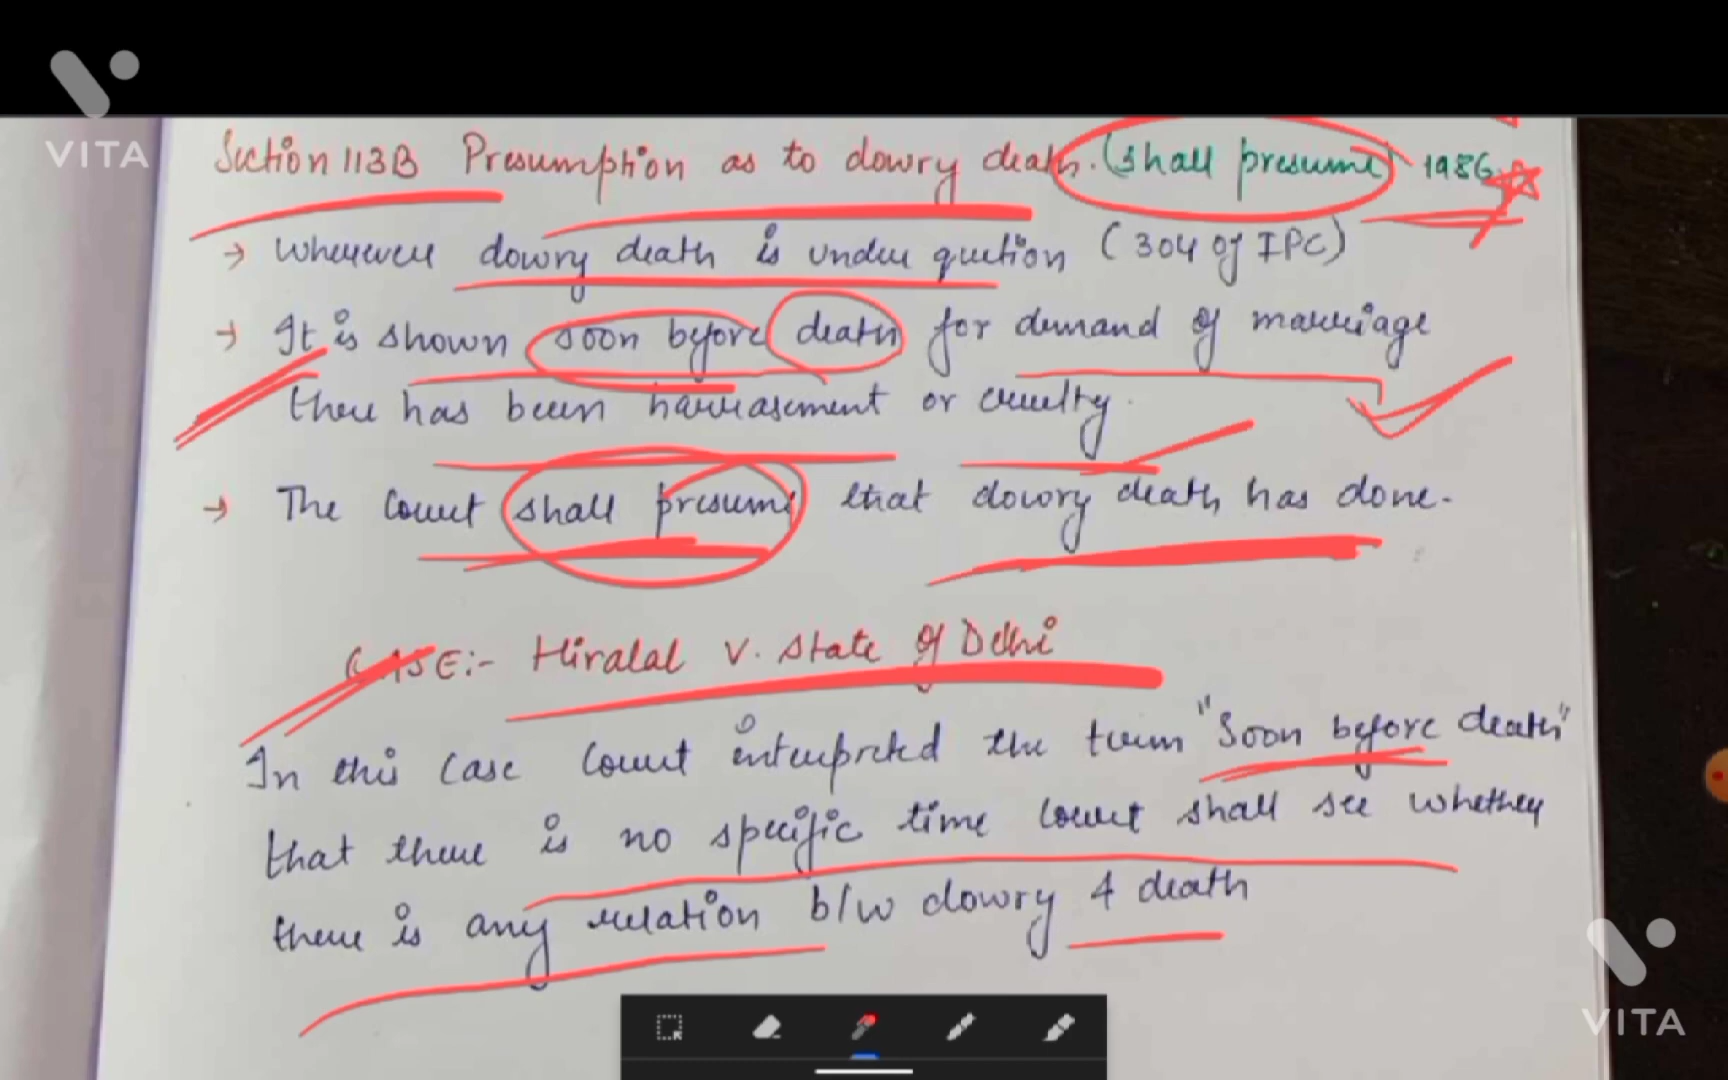 VITA
Section 113B Presumption as to dowry death. (shall presume) 1986
→ Wherever dowry death is under quetion (304 of IPC)
→ It is shown soon before death for demand of marriage
there has been harrasement or cruelty.
→ The Court shall presume that dowry death has done.
CASE:- Hiralal v. State of Delhi
In this case Court interpreted the term "Soon before death"
that there is no specific time Court shall see whether
there is any relation b/w dowry & death
VITA